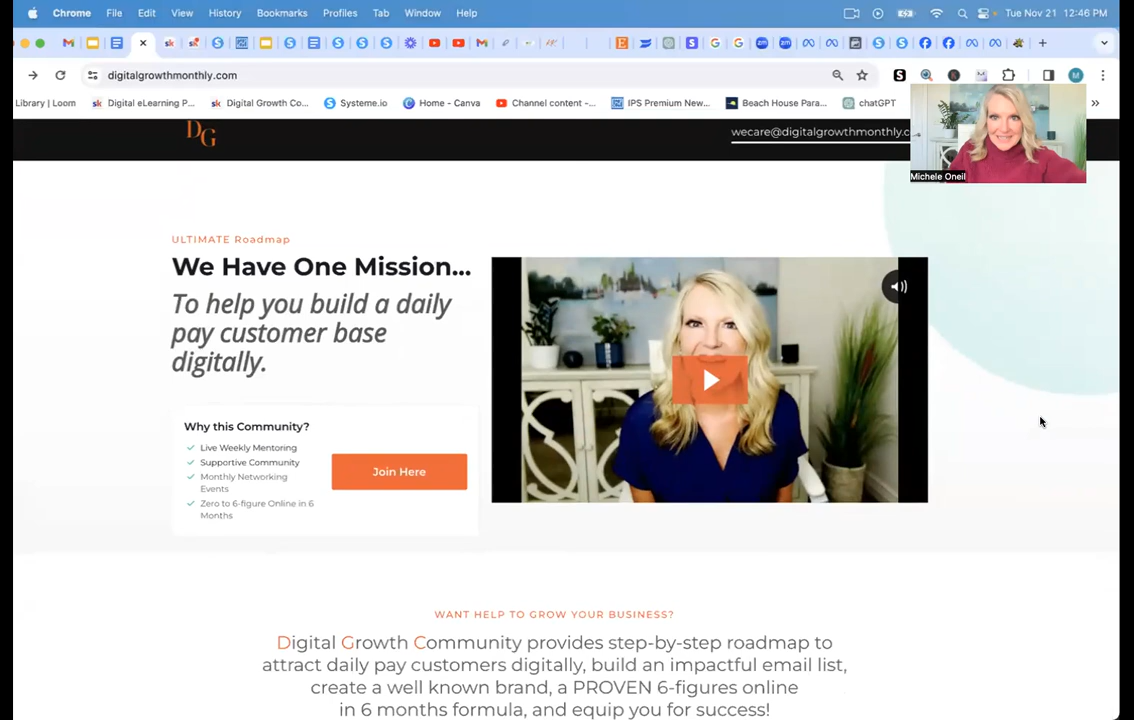 Chrome File Edit View History Bookmarks Profiles Tab Window Help Tue Nov 21 12:46 PM
digitalgrowthmonthly.com
Library | Loom Digital eLearning P... Digital Growth Co... Systeme.io Home - Canva Channel content -... IPS Premium New... Beach House Para... chatGPT »
DG
wecare@digitalgrowthmonthly.c
Michele Oneil
ULTIMATE Roadmap
We Have One Mission...
To help you build a daily
pay customer base
digitally.
Why this Community?
Live Weekly Mentoring
Supportive Community
Monthly Networking
Events
Zero to 6-figure Online in 6
Months
Join Here
WANT HELP TO GROW YOUR BUSINESS?
Digital Growth Community provides step-by-step roadmap to
attract daily pay customers digitally, build an impactful email list,
create a well known brand, a PROVEN 6-figures online
in 6 months formula, and equip you for success!